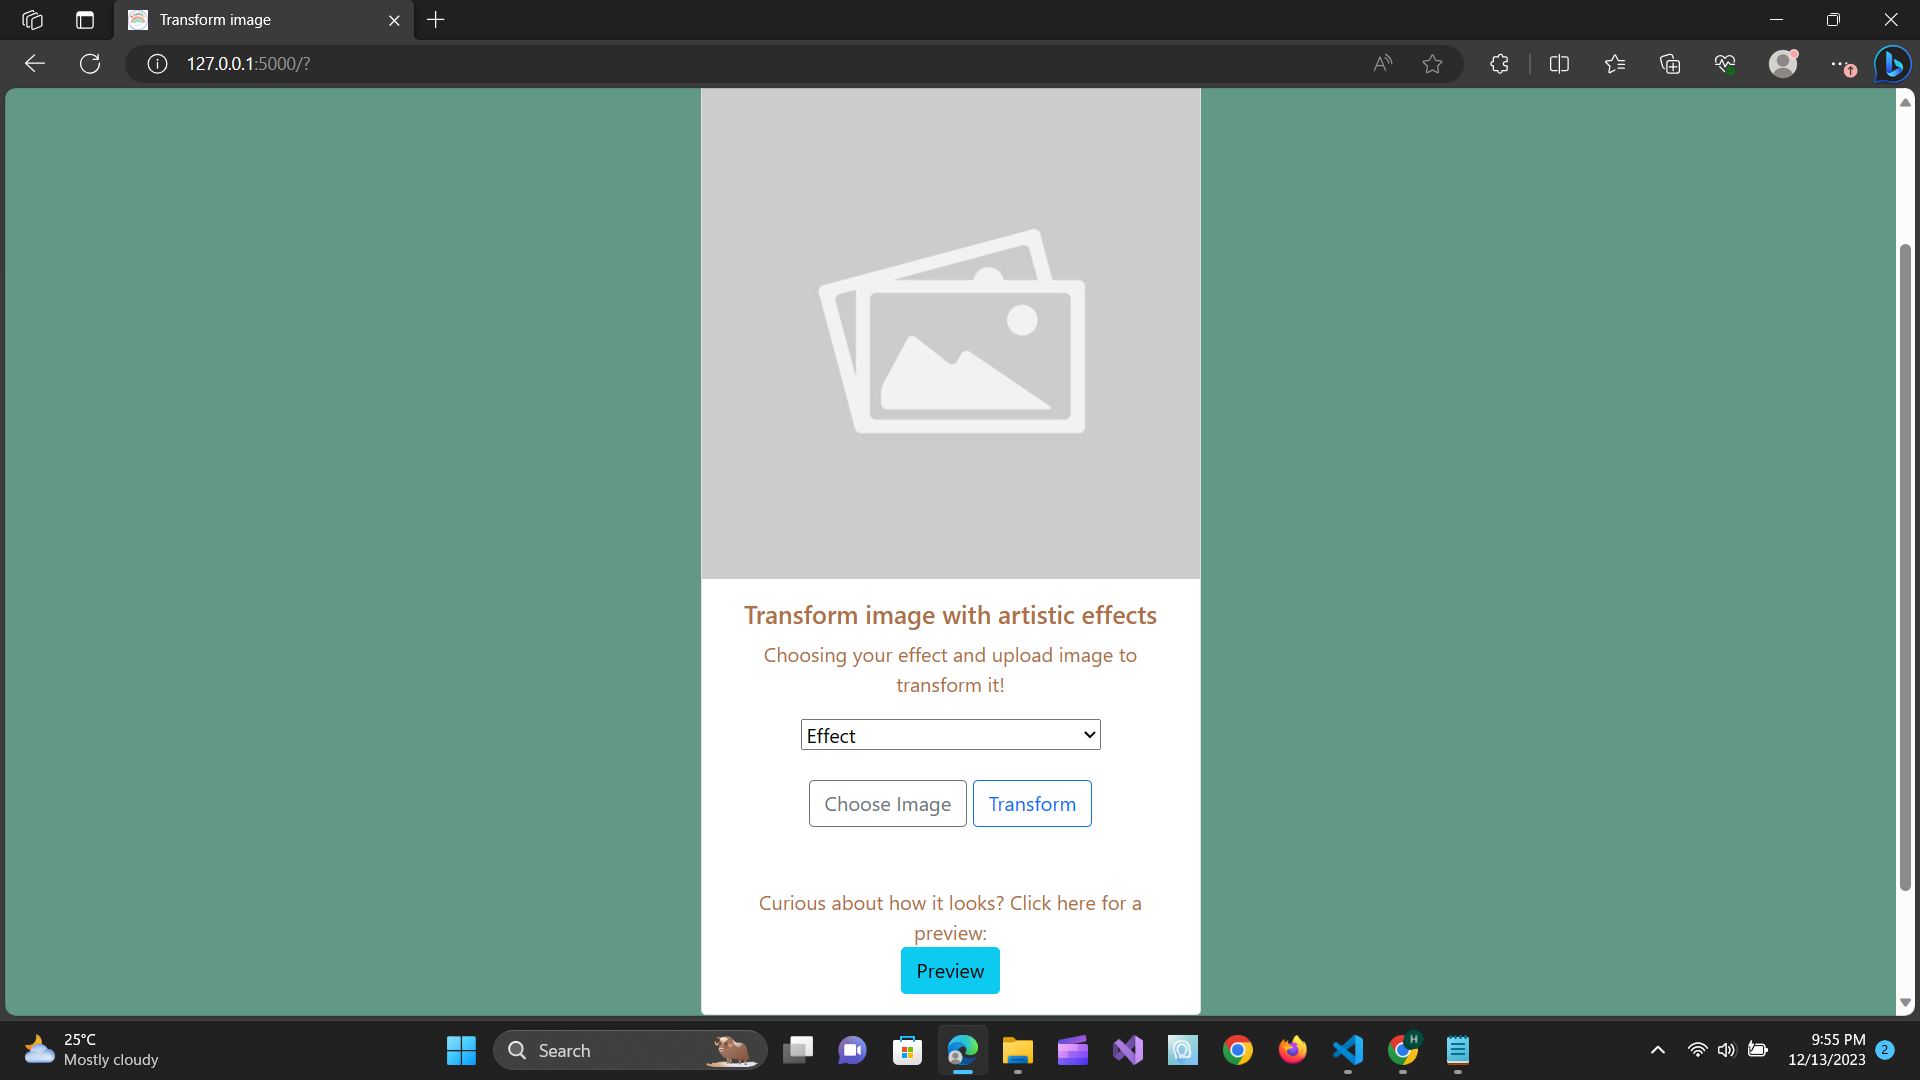 Transform image
127.0.0.1:5000/?
Transform image with artistic effects
Choosing your effect and upload image to
transform it!
Effect
Choose Image
Transform
Curious about how it looks? Click here for a
preview:
Preview
25°C
Mostly cloudy
Search
H
9:55 PM
12/13/2023
2